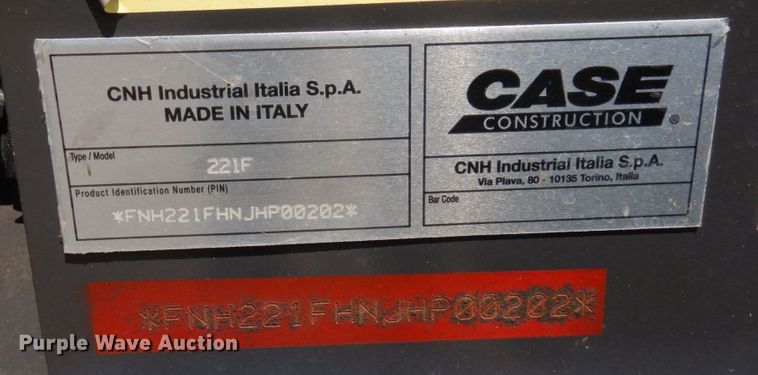 CNH Industrial Italia S.p.A.
MADE IN ITALY
Type / Model
221F
Product Identification Number (PIN)
*FNH221FHNJHP00202*
CASE
CONSTRUCTION ®
CNH Industrial Italia S.p.A.
Via Plava, 80 - 10135 Torino, Italia
Bar Code
*FNH221FHNJHP00202*
Purple Wave Auction